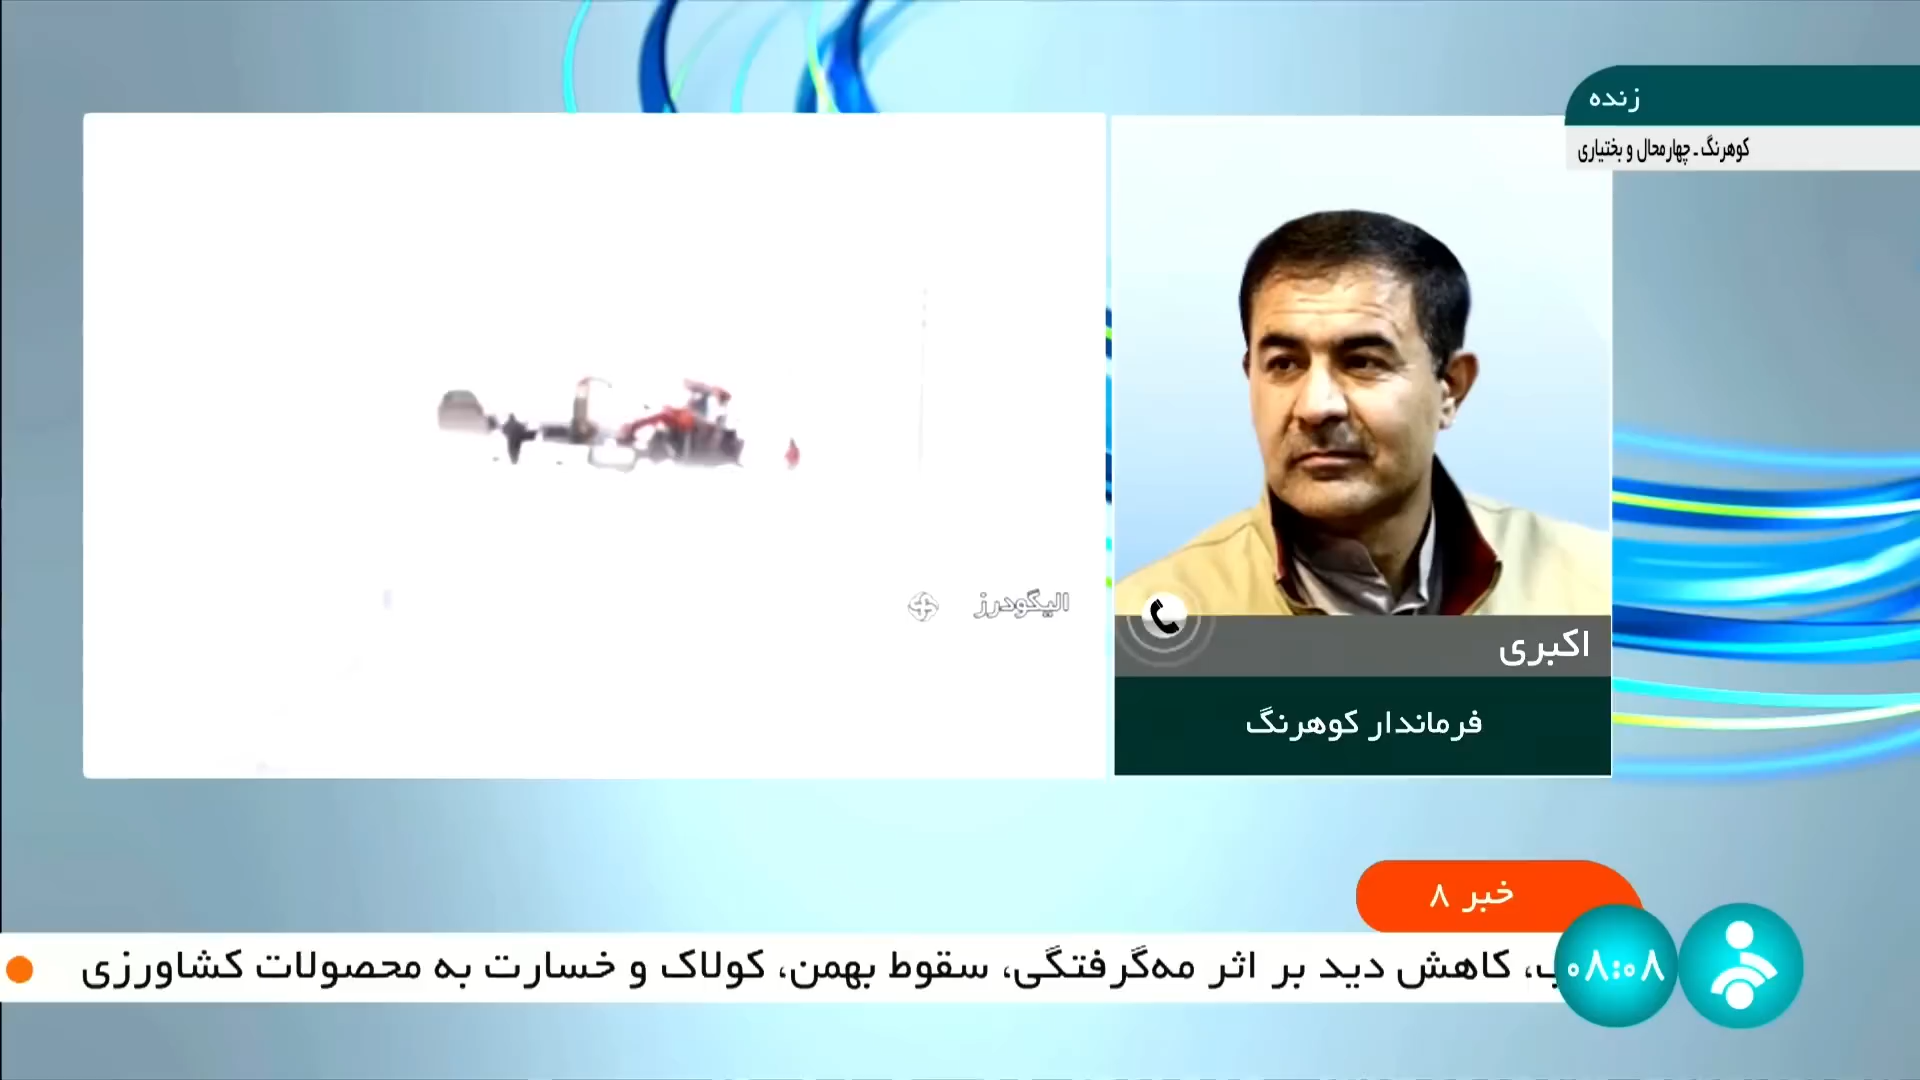 زنده
کوهرنگ - چهارمحال و بختیاری
الیگودرز
اکبری
فرماندار کوهرنگ
خبر ۸
کاهش دید بر اثر مه‌گرفتگی، سقوط بهمن، کولاک و خسارت به محصولات کشاورزی
۰۸:۰۸